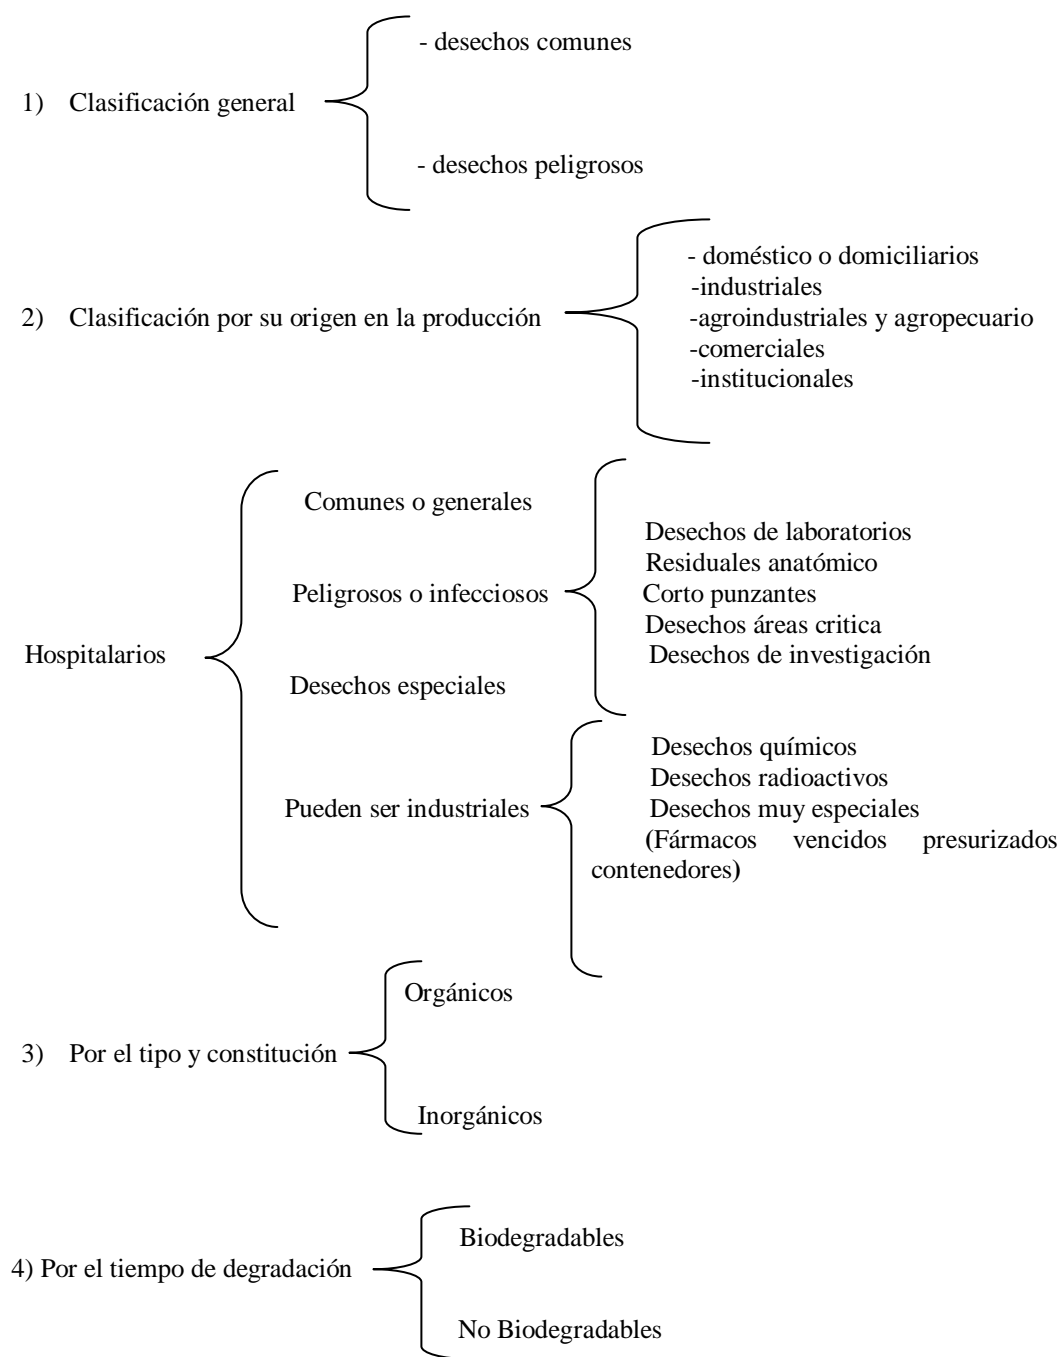 - desechos comunes
1) Clasificación general
- desechos peligrosos
- doméstico o domiciliarios
-industriales
2) Clasificación por su origen en la producción
-agroindustriales y agropecuario
-comerciales
-institucionales
Comunes o generales
Desechos de laboratorios
Residuales anatómico
Peligrosos o infecciosos
Corto punzantes
Desechos áreas critica
Hospitalarios
Desechos de investigación
Desechos especiales
Desechos químicos
Desechos radioactivos
Pueden ser industriales
Desechos muy especiales
(Fármacos vencidos presurizados
contenedores)
Orgánicos
3) Por el tipo y constitución
Inorgánicos
Biodegradables
4) Por el tiempo de degradación
No Biodegradables